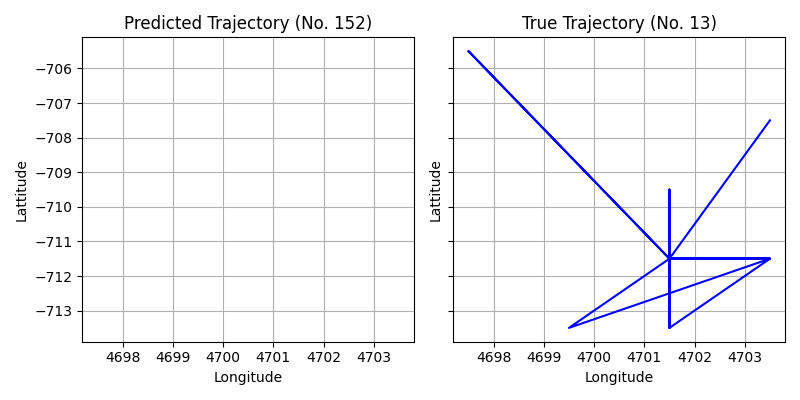 Predicted Trajectory (No. 152)
True Trajectory (No. 13)
Lattitude
−706
−707
−708
−709
−710
−711
−712
−713
4698 4699 4700 4701 4702 4703
Longitude
Lattitude
4698 4699 4700 4701 4702 4703
Longitude